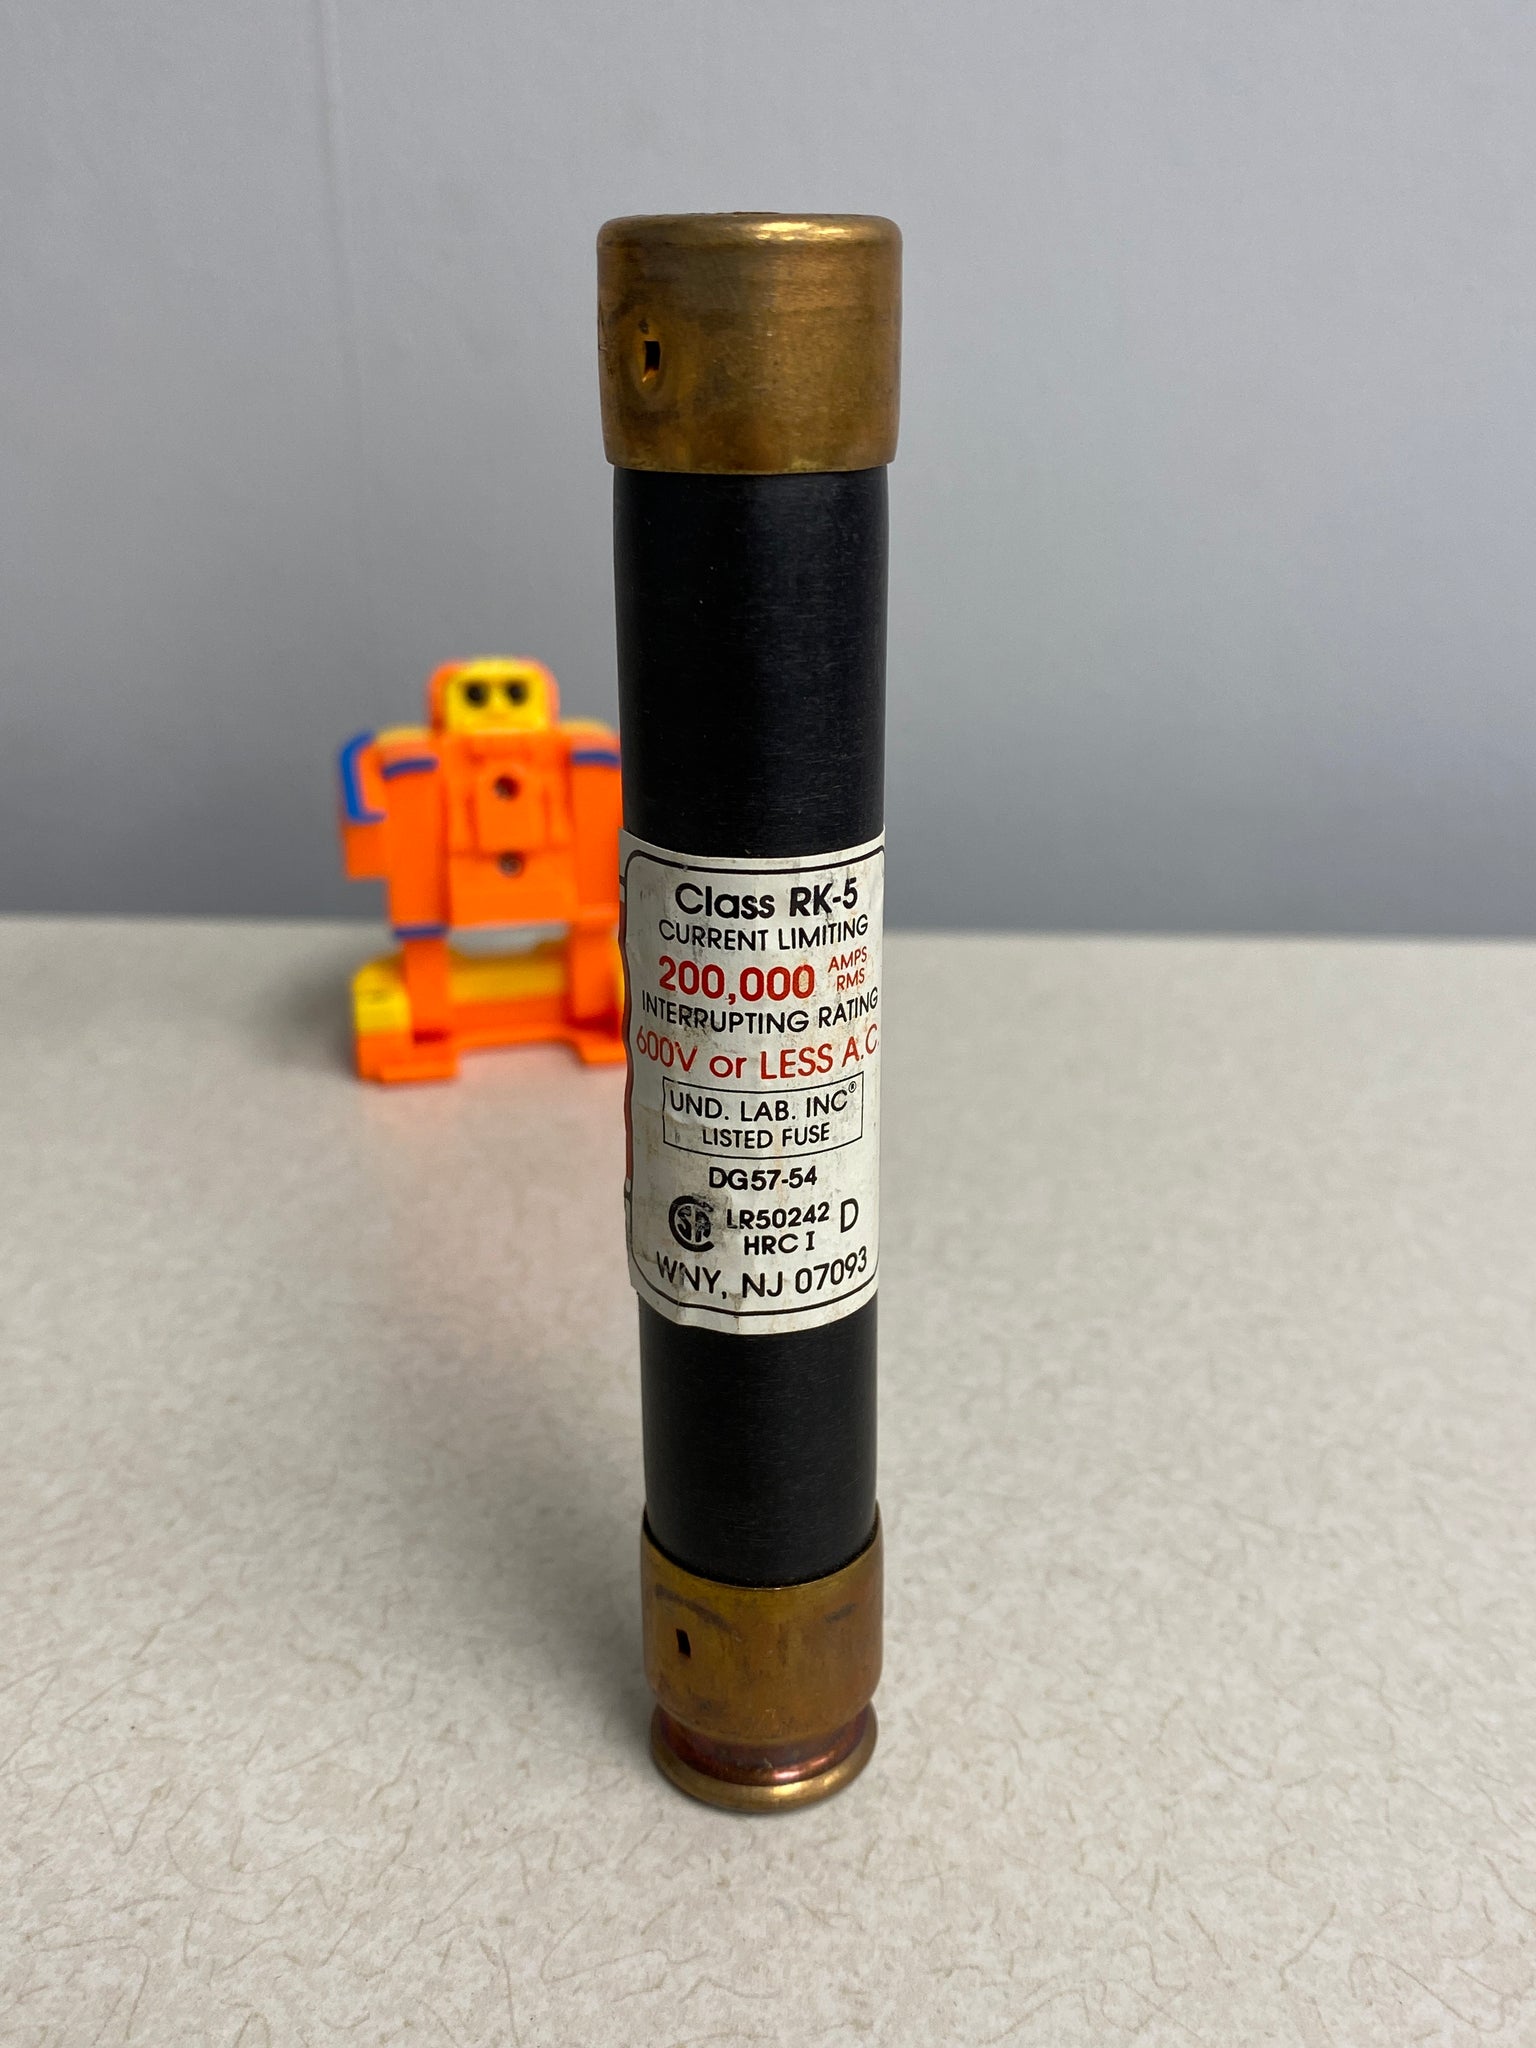 Class RK-5
CURRENT LIMITING
200,000 AMPS RMS
INTERRUPTING RATING
600V or LESS A.C.
UND. LAB. INC®
LISTED FUSE
DG57-54
SA LR50242 D
HRC I
WNY, NJ 07093